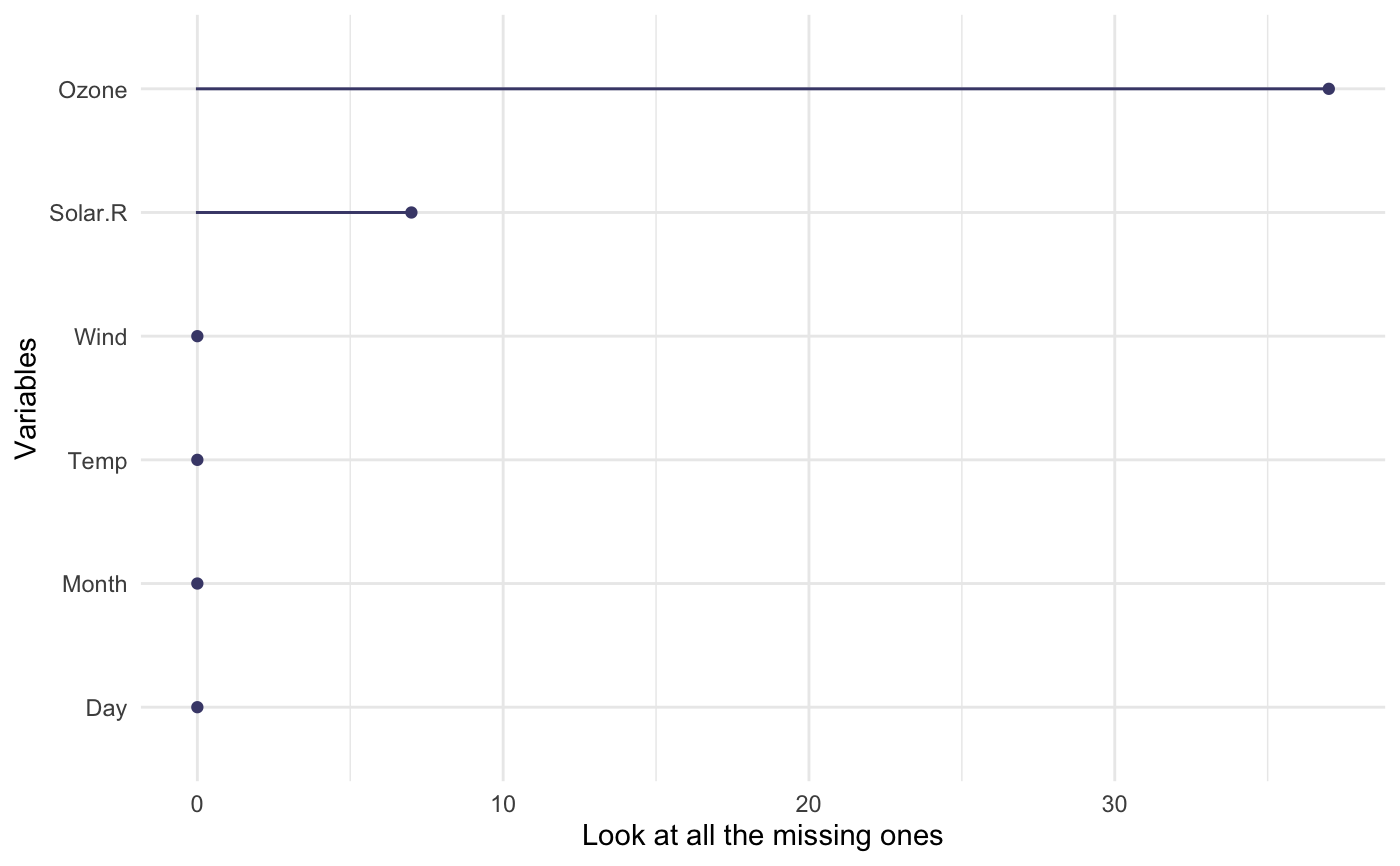 Ozone
Solar.R
Wind
Temp
Month
Day
Variables
0 10 20 30
Look at all the missing ones